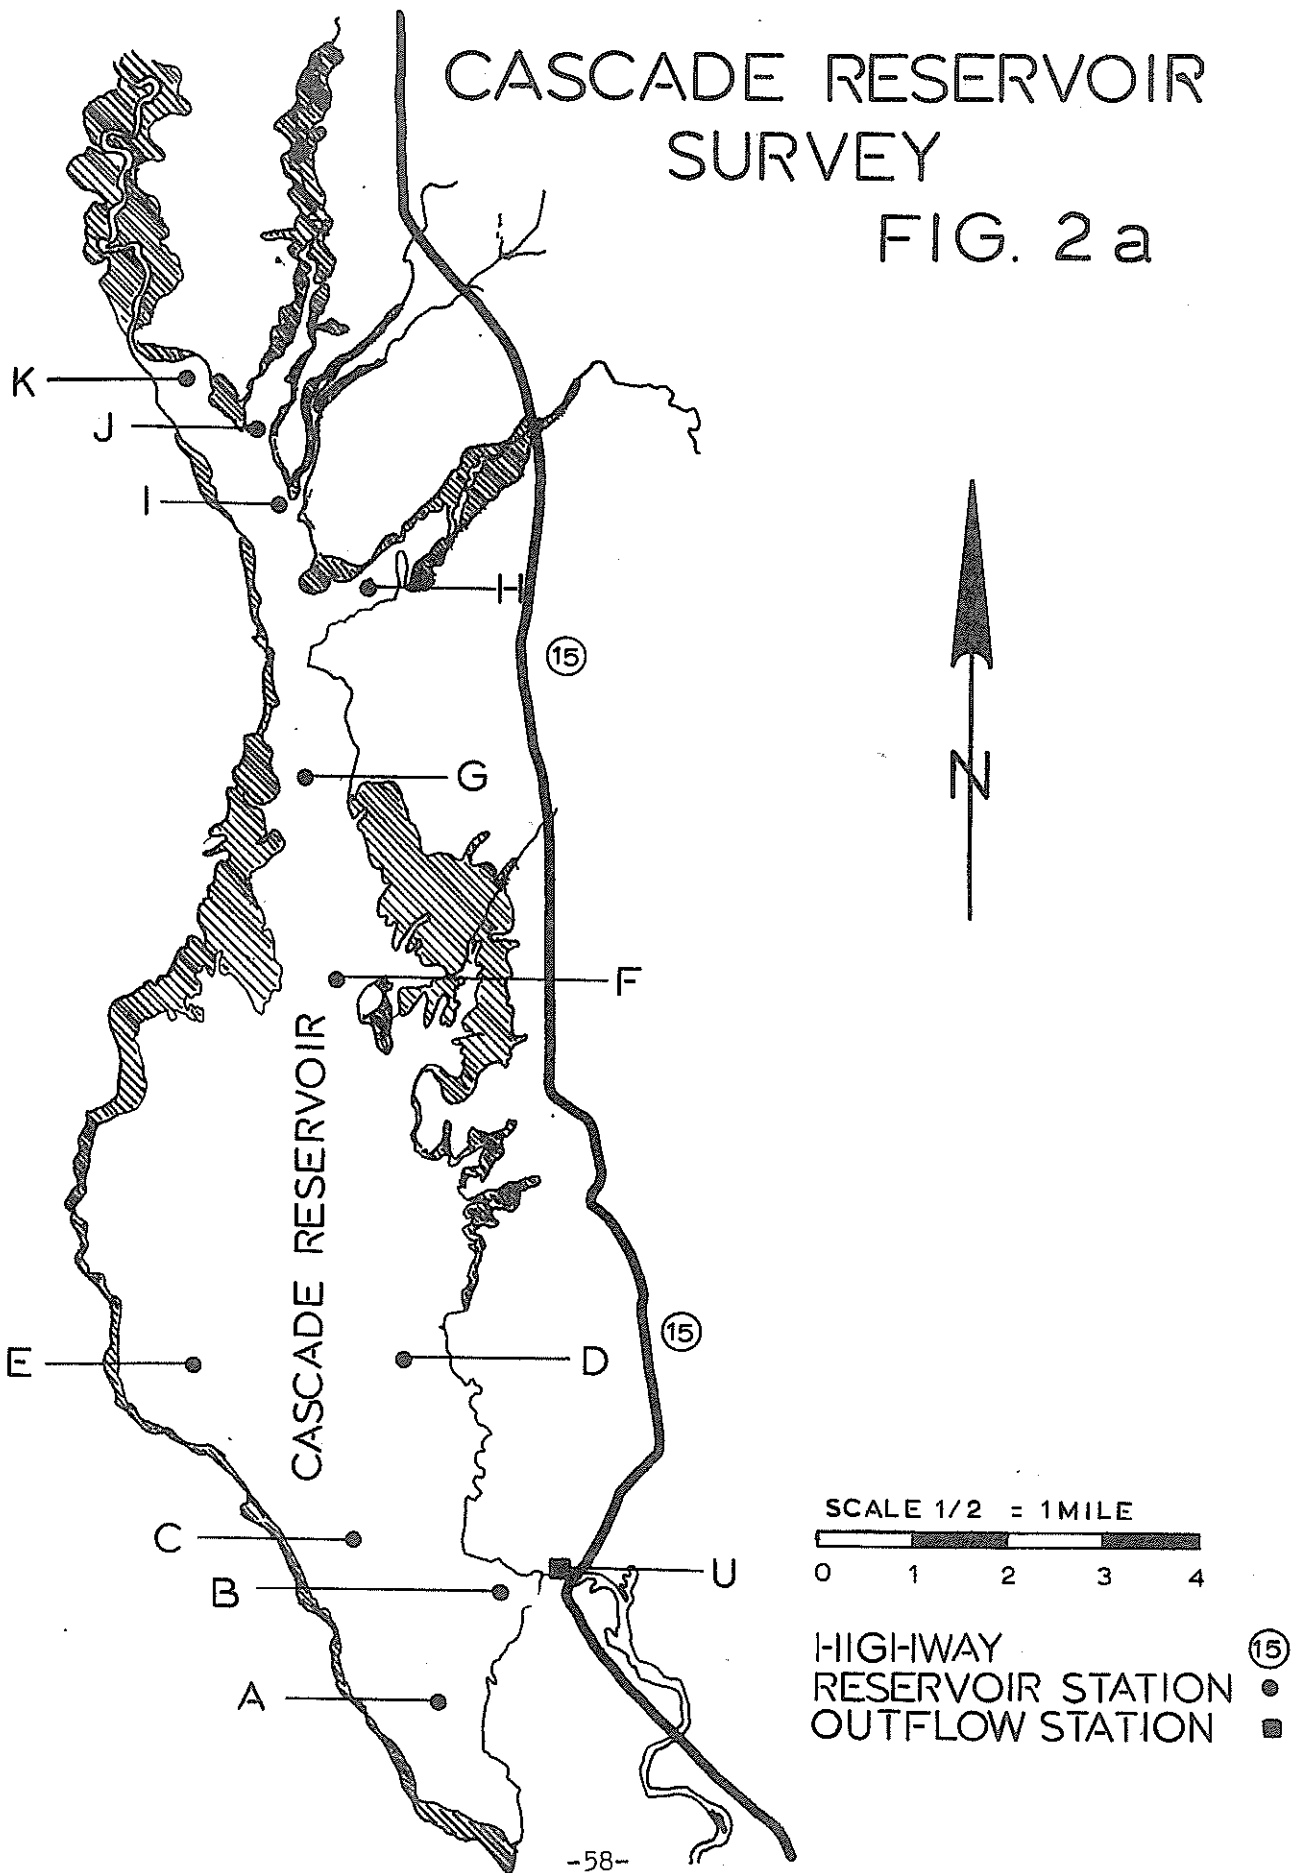 CASCADE RESERVOIR
SURVEY
FIG. 2a
K
J
I
H
15
G
N
F
CASCADE RESERVOIR
15
E
D
SCALE 1/2 = 1 MILE
0 1 2 3 4
C
U
B
HIGHWAY 15
RESERVOIR STATION
A
OUTFLOW STATION
-58-